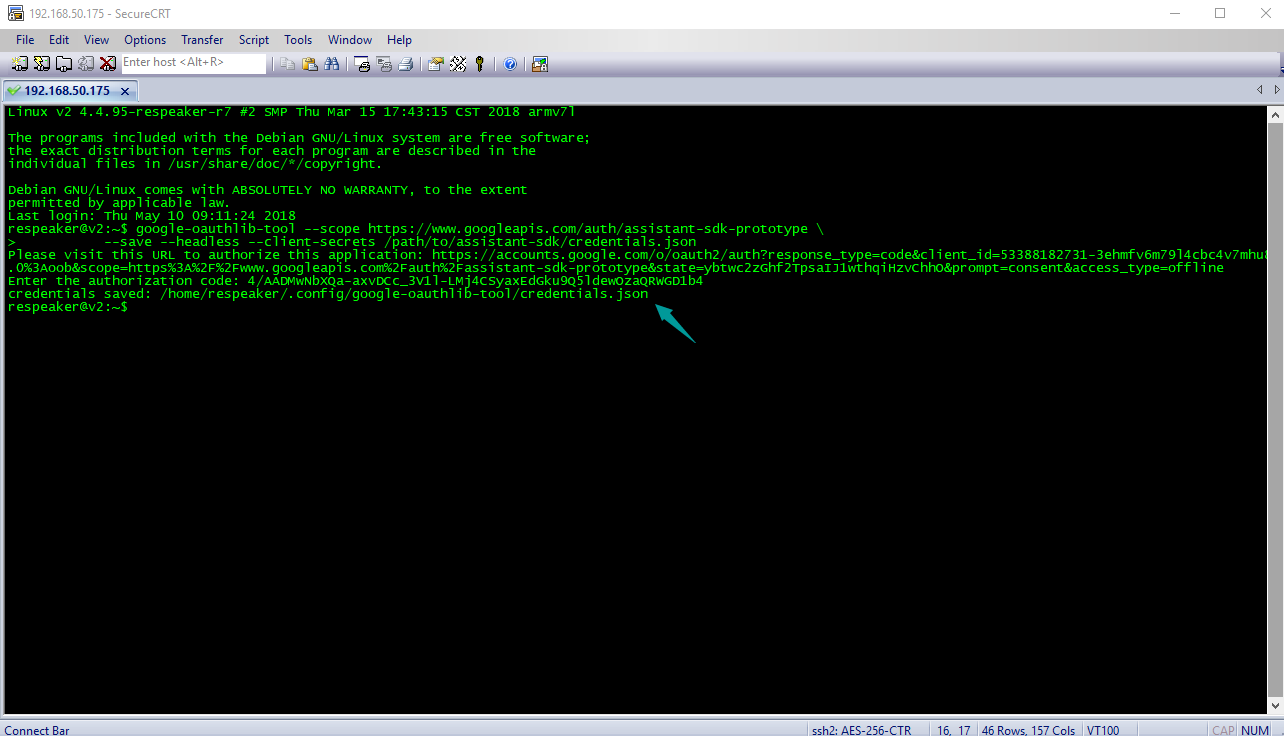 192.168.50.175 - SecureCRT
File Edit View Options Transfer Script Tools Window Help
Enter host <Alt+R>
192.168.50.175
Linux v2 4.4.95-respeaker-r7 #2 SMP Thu Mar 15 17:43:15 CST 2018 armv7l
The programs included with the Debian GNU/Linux system are free software;
the exact distribution terms for each program are described in the
individual files in /usr/share/doc/*/copyright.
Debian GNU/Linux comes with ABSOLUTELY NO WARRANTY, to the extent
permitted by applicable law.
Last login: Thu May 10 09:11:24 2018
respeaker@v2:~$ google-oauthlib-tool --scope https://www.googleapis.com/auth/assistant-sdk-prototype \
> --save --headless --client-secrets /path/to/assistant-sdk/credentials.json
Please visit this URL to authorize this application: https://accounts.google.com/o/oauth2/auth?response_type=code&client_id=53388182731-3ehmfv6m79l4cbc4v7mhu8
.0%3Aoob&scope=https%3A%2F%2Fwww.googleapis.com%2Fauth%2Fassistant-sdk-prototype&state=ybtwc2zGhf2TpsaIJ1wthqiHzvChhO&prompt=consent&access_type=offline
Enter the authorization code: 4/AADMwNbXQa-axvDCc_3V1l-LMj4CSyaxEdGku9Q5ldewOzaQRWGD1b4
credentials saved: /home/respeaker/.config/google-oauthlib-tool/credentials.json
respeaker@v2:~$
Connect Bar ssh2: AES-256-CTR 16, 17 46 Rows, 157 Cols VT100 CAP NUM